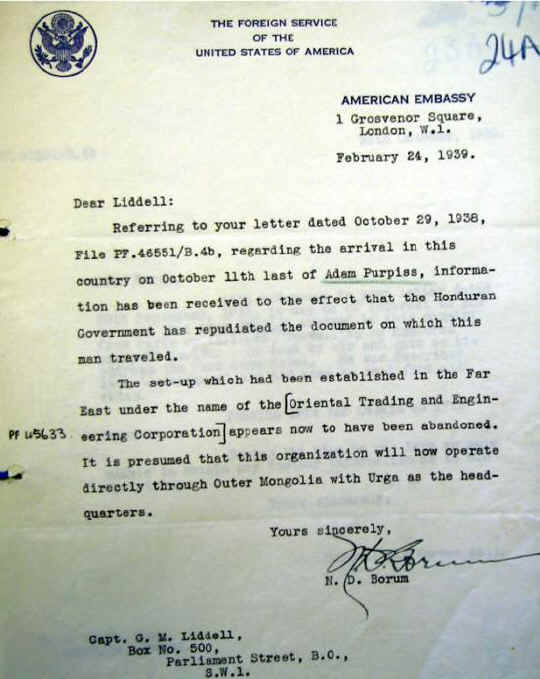 THE FOREIGN SERVICE
OF THE
UNITED STATES OF AMERICA
24A
AMERICAN EMBASSY
1 Grosvenor Square,
London, W.1.
February 24, 1939.
Dear Liddell:
Referring to your letter dated October 29, 1938,
File PF.46551/B.4b, regarding the arrival in this
country on October 11th last of Adam Purpiss, informa-
tion has been received to the effect that the Honduran
Government has repudiated the document on which this
man traveled.
The set-up which had been established in the Far
East under the name of the [Oriental Trading and Engin-
PF 45633. eering Corporation] appears now to have been abandoned.
It is presumed that this organization will now operate
directly through Outer Mongolia with Urga as the head-
quarters.
Yours sincerely,
N. D. Borum
N. D. Borum
Capt. G. M. Liddell,
Box No. 500,
Parliament Street, B.O.,
S.W.1.